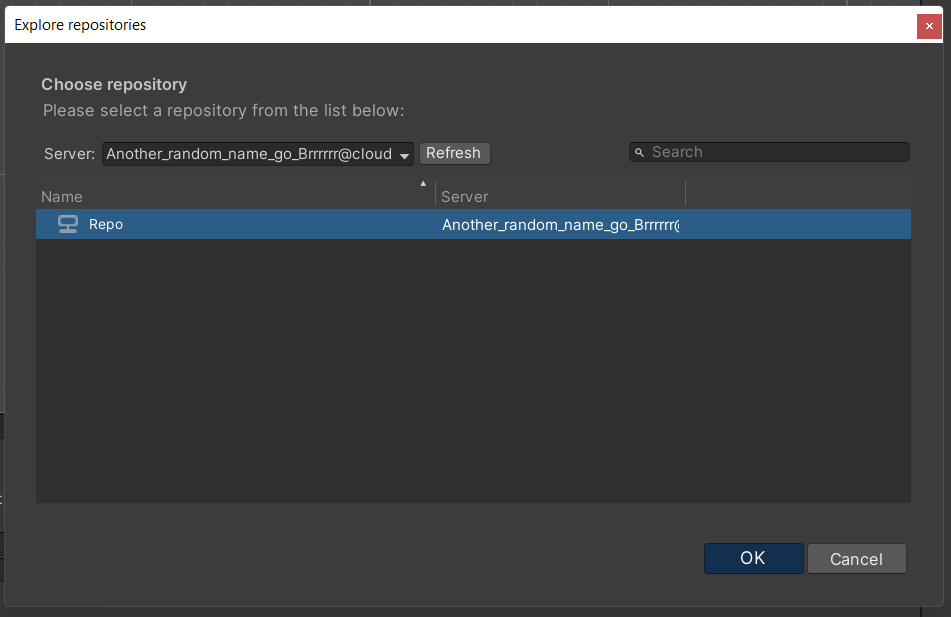 Explore repositories
Choose repository
Please select a repository from the list below:
Server: Another_random_name_go_Brrrrrr@cloud Refresh Search
Name Server
Repo Another_random_name_go_Brrrrrr@
OK Cancel